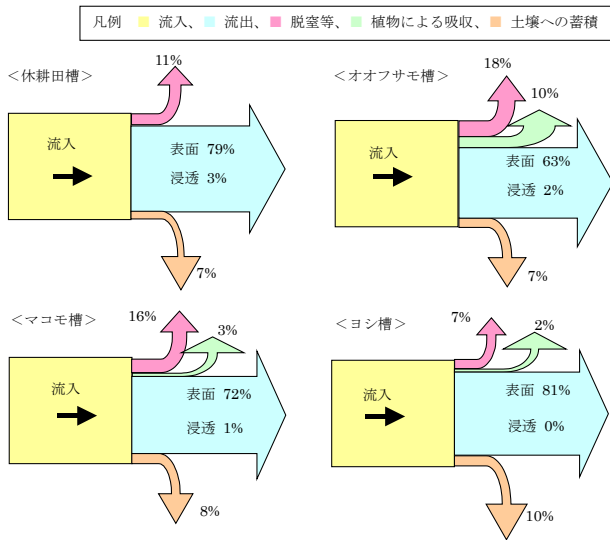 凡例 流入、 流出、 脱窒等、 植物による吸収、 土壌への蓄積
＜休耕田槽＞
11%
流入
表面 79%
浸透 3%
7%
＜オオフサモ槽＞
18%
10%
流入
表面 63%
浸透 2%
7%
＜マコモ槽＞
16%
3%
流入
表面 72%
浸透 1%
8%
＜ヨシ槽＞
7%
2%
流入
表面 81%
浸透 0%
10%